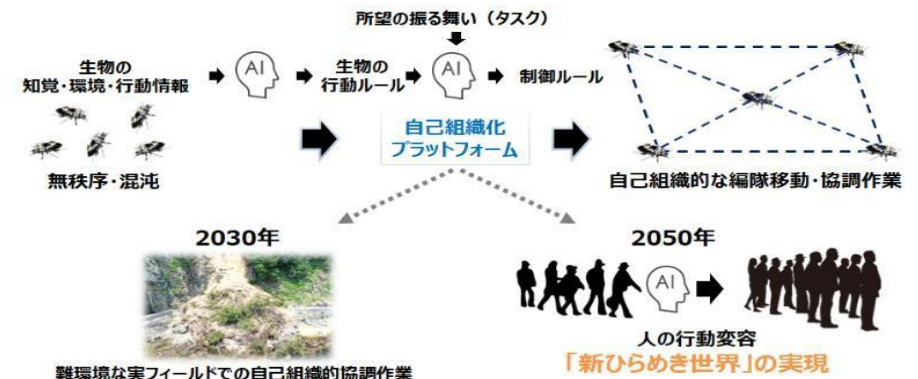 所望の振る舞い（タスク）
生物の
知覚・環境・行動情報
AI
生物の
行動ルール
AI
制御ルール
自己組織化
プラットフォーム
無秩序・混沌
自己組織的な編隊移動・協調作業
2030年
2050年
AI
人の行動変容
「新ひらめき世界」の実現
難環境な実フィールドでの自己組織的協調作業